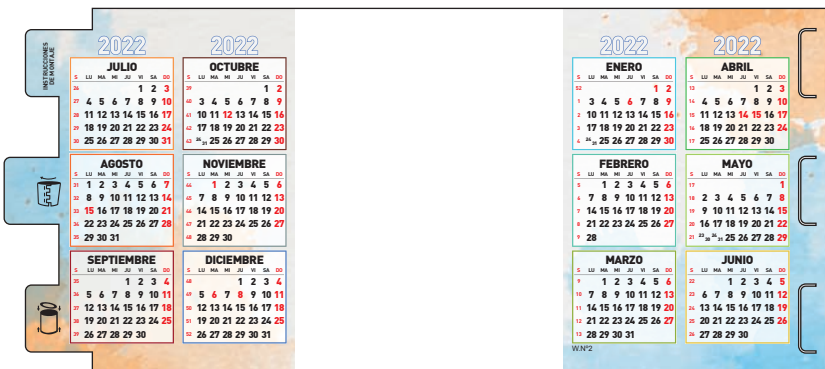 INSTRUCCIONES
DE MONTAJE
2022
JULIO
S LU MA MI JU VI SA DO
26 1 2 3
27 4 5 6 7 8 9 10
28 11 12 13 14 15 16 17
29 18 19 20 21 22 23 24
30 25 26 27 28 29 30 31
AGOSTO
S LU MA MI JU VI SA DO
31 1 2 3 4 5 6 7
32 8 9 10 11 12 13 14
33 15 16 17 18 19 20 21
34 22 23 24 25 26 27 28
35 29 30 31
SEPTIEMBRE
S LU MA MI JU VI SA DO
35 1 2 3 4
36 5 6 7 8 9 10 11
37 12 13 14 15 16 17 18
38 19 20 21 22 23 24 25
39 26 27 28 29 30
2022
OCTUBRE
S LU MA MI JU VI SA DO
39 1 2
40 3 4 5 6 7 8 9
41 10 11 12 13 14 15 16
42 17 18 19 20 21 22 23
43 24 31 25 26 27 28 29 30
NOVIEMBRE
S LU MA MI JU VI SA DO
44 1 2 3 4 5 6
45 7 8 9 10 11 12 13
46 14 15 16 17 18 19 20
47 21 22 23 24 25 26 27
48 28 29 30
DICIEMBRE
S LU MA MI JU VI SA DO
48 1 2 3 4
49 5 6 7 8 9 10 11
50 12 13 14 15 16 17 18
51 19 20 21 22 23 24 25
52 26 27 28 29 30 31
2022
ENERO
S LU MA MI JU VI SA DO
52 1 2
1 3 4 5 6 7 8 9
2 10 11 12 13 14 15 16
3 17 18 19 20 21 22 23
4 24 31 25 26 27 28 29 30
FEBRERO
S LU MA MI JU VI SA DO
5 1 2 3 4 5 6
6 7 8 9 10 11 12 13
7 14 15 16 17 18 19 20
8 21 22 23 24 25 26 27
9 28
MARZO
S LU MA MI JU VI SA DO
9 1 2 3 4 5 6
10 7 8 9 10 11 12 13
11 14 15 16 17 18 19 20
12 21 22 23 24 25 26 27
13 28 29 30 31
W.Nº2
2022
ABRIL
S LU MA MI JU VI SA DO
13 1 2 3
14 4 5 6 7 8 9 10
15 11 12 13 14 15 16 17
16 18 19 20 21 22 23 24
17 25 26 27 28 29 30
MAYO
S LU MA MI JU VI SA DO
17 1
18 2 3 4 5 6 7 8
19 9 10 11 12 13 14 15
20 16 17 18 19 20 21 22
21 23 30 24 31 25 26 27 28 29
JUNIO
S LU MA MI JU VI SA DO
22 1 2 3 4 5
23 6 7 8 9 10 11 12
24 13 14 15 16 17 18 19
25 20 21 22 23 24 25 26
26 27 28 29 30